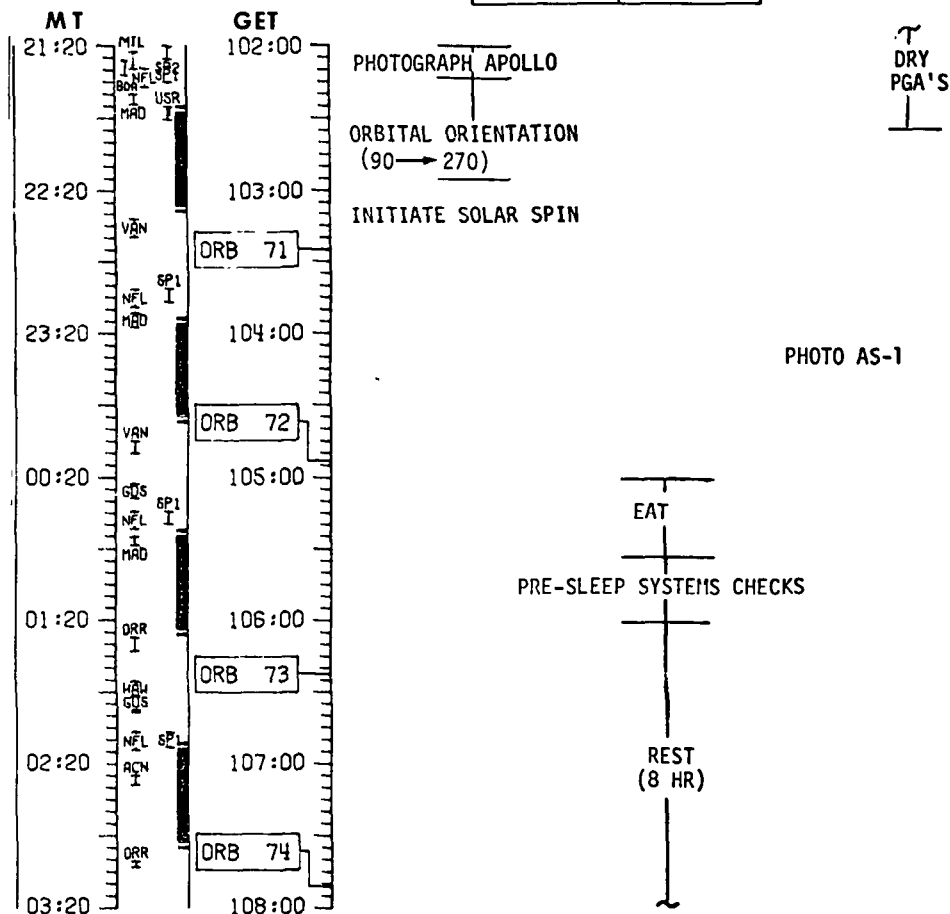 MT GET
21:20 MIL 102:00
PHOTOGRAPH APOLLO
DRY
PGA'S
NFL
BDA USR
MAD
ORBITAL ORIENTATION
(90→270)
22:20 103:00
INITIATE SOLAR SPIN
VAN
ORB 71
SP1
NFL
MAD
23:20 104:00
PHOTO AS-1
ORB 72
VAN
00:20 105:00
GDS
SP1
NFL
EAT
MAD
PRE-SLEEP SYSTEMS CHECKS
01:20 106:00
ORR
ORB 73
HAW
GDS
NFL SP1
02:20 107:00
ACN
REST
(8 HR)
ORR
ORB 74
03:20 108:00